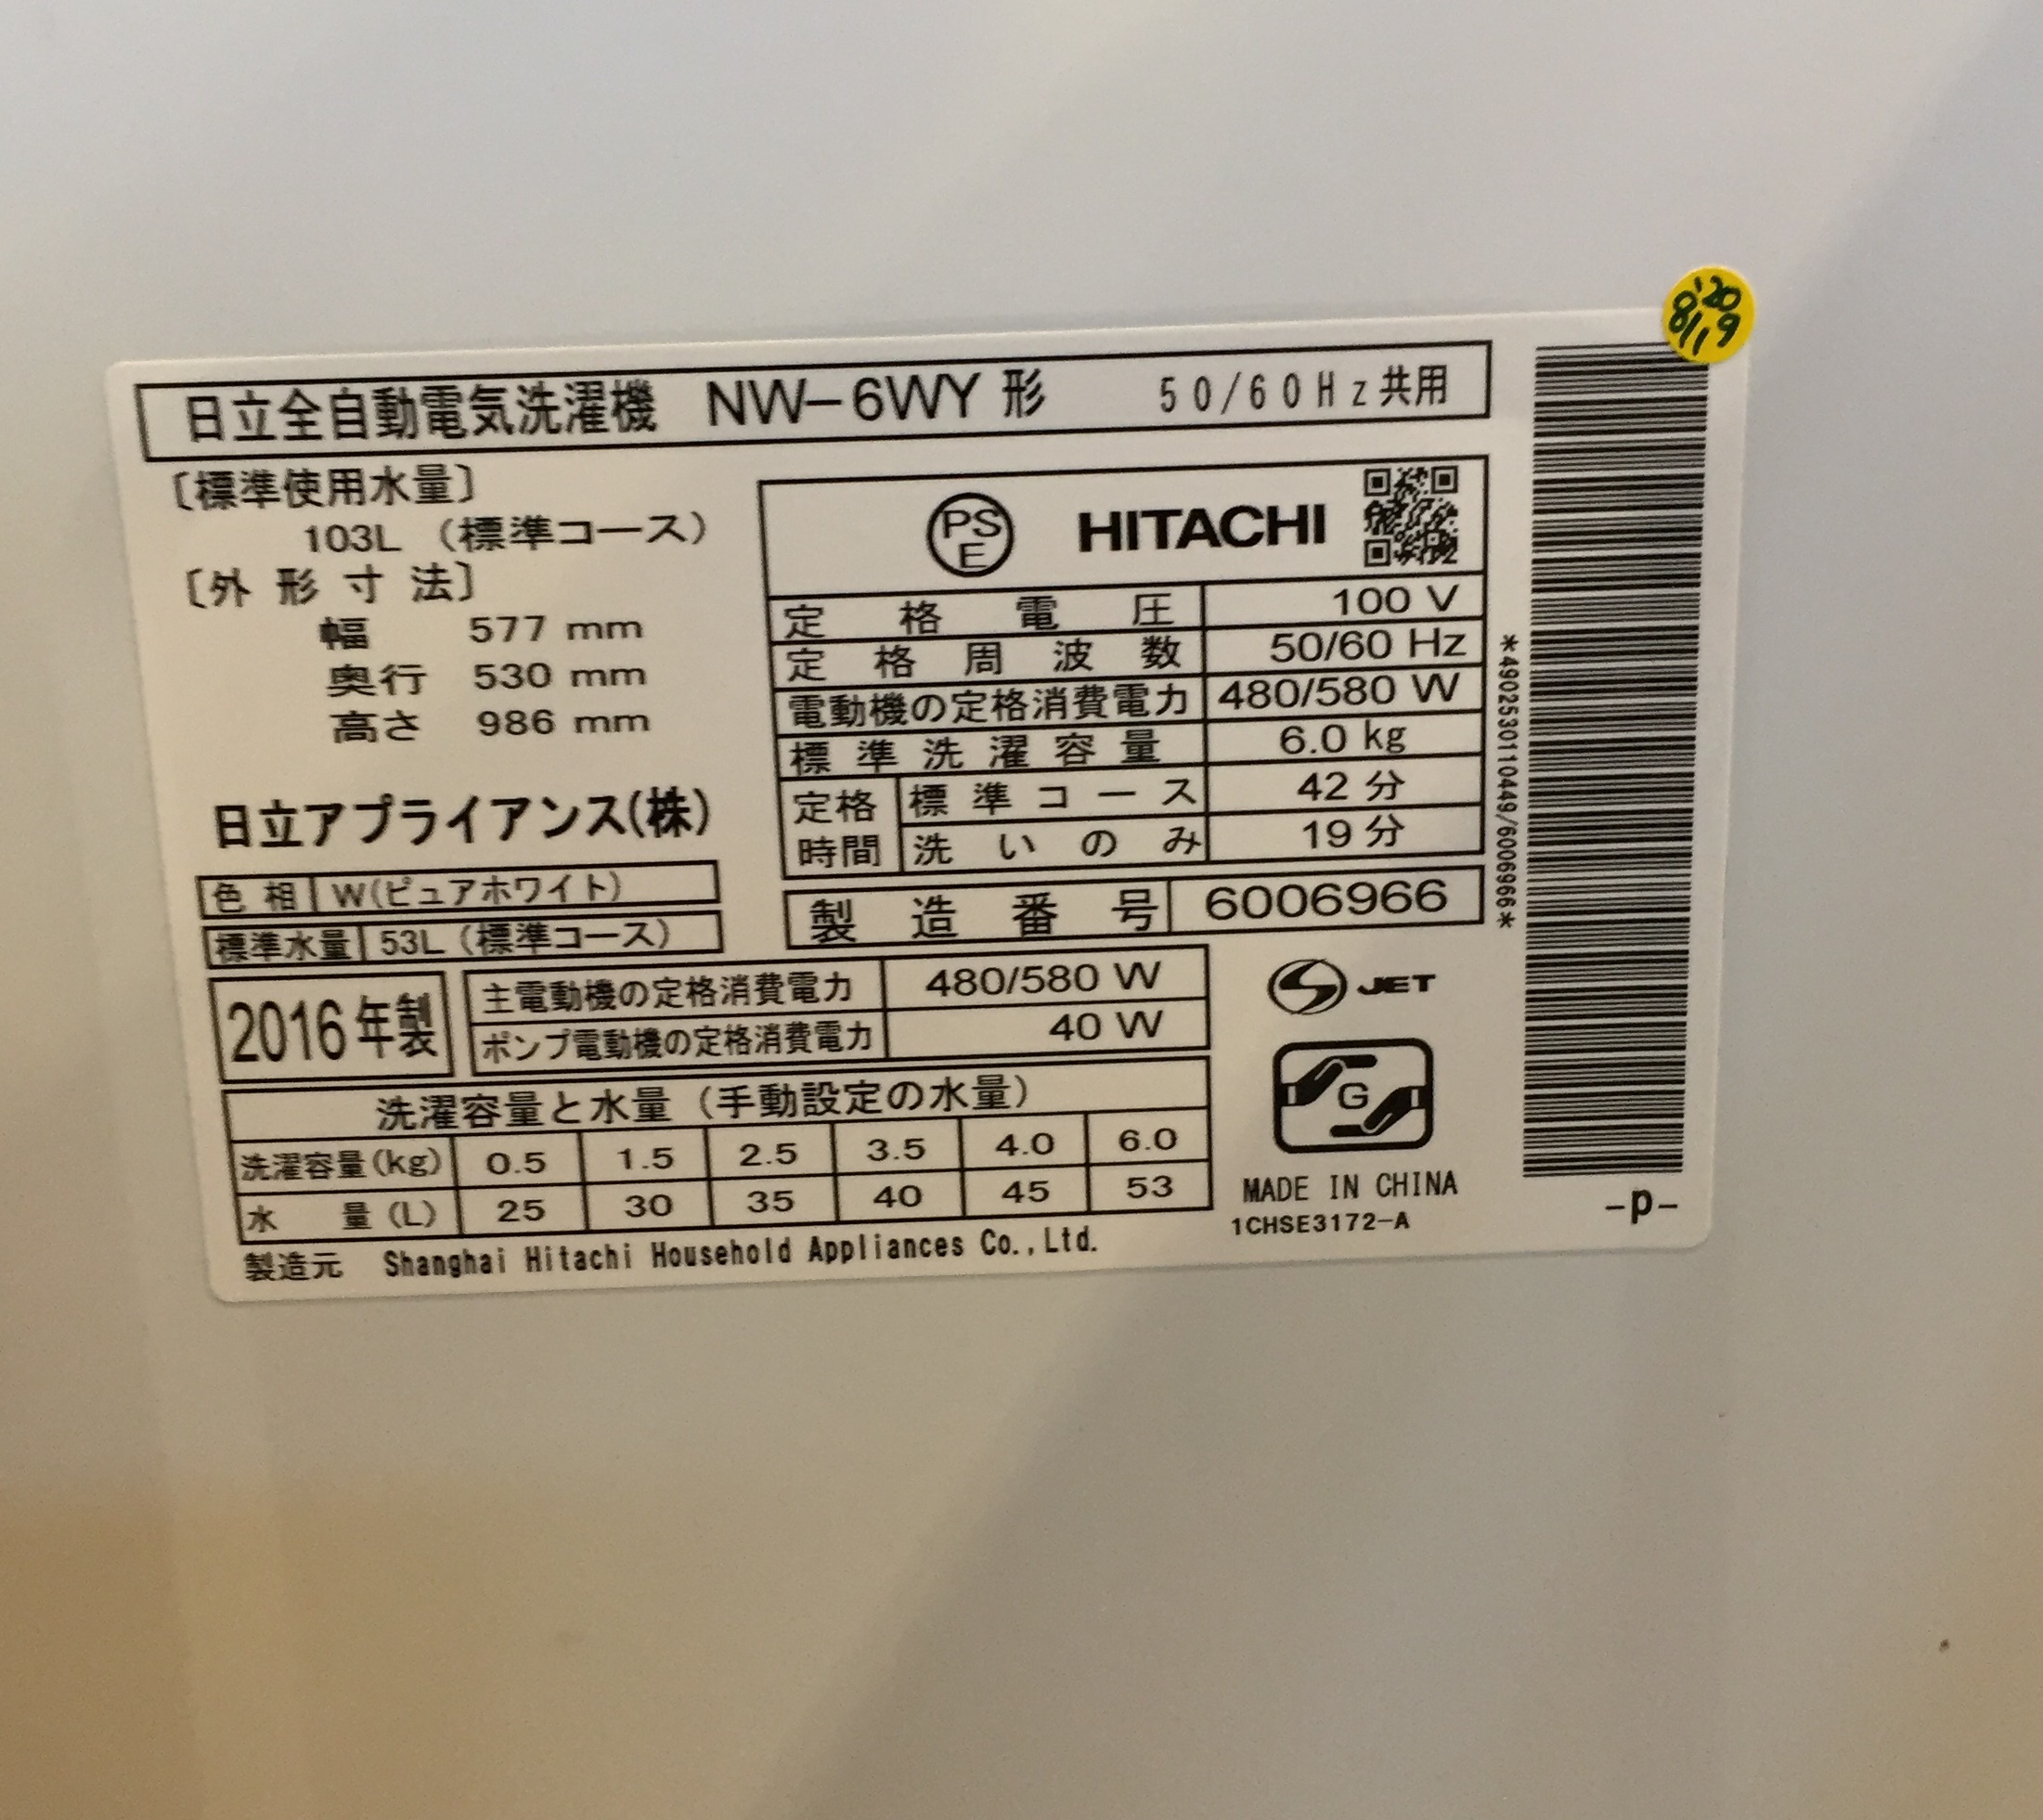 '20
8/19
日立全自動電気洗濯機 NW-6WY 形 50/60Hz共用
〔標準使用水量〕
103L (標準コース)
〔外形寸法〕
幅 577 mm
奥行 530 mm
高さ 986 mm
日立アプライアンス(株)
色相 W(ピュアホワイト)
標準水量 53L (標準コース)
PS
E
HITACHI
定格電圧 100 V
定格周波数 50/60 Hz
電動機の定格消費電力 480/580 W
標準洗濯容量 6.0 kg
定格時間 標準コース 42 分
洗いのみ 19 分
製造番号 6006966
2016年製
主電動機の定格消費電力 480/580 W
ポンプ電動機の定格消費電力 40 W
洗濯容量と水量 (手動設定の水量)
洗濯容量(kg) 0.5 1.5 2.5 3.5 4.0 6.0
水量(L) 25 30 35 40 45 53
製造元 Shanghai Hitachi Household Appliances Co.,Ltd.
JET
G
MADE IN CHINA
1CHSE3172-A
*4902530110449/6006966*
-p-